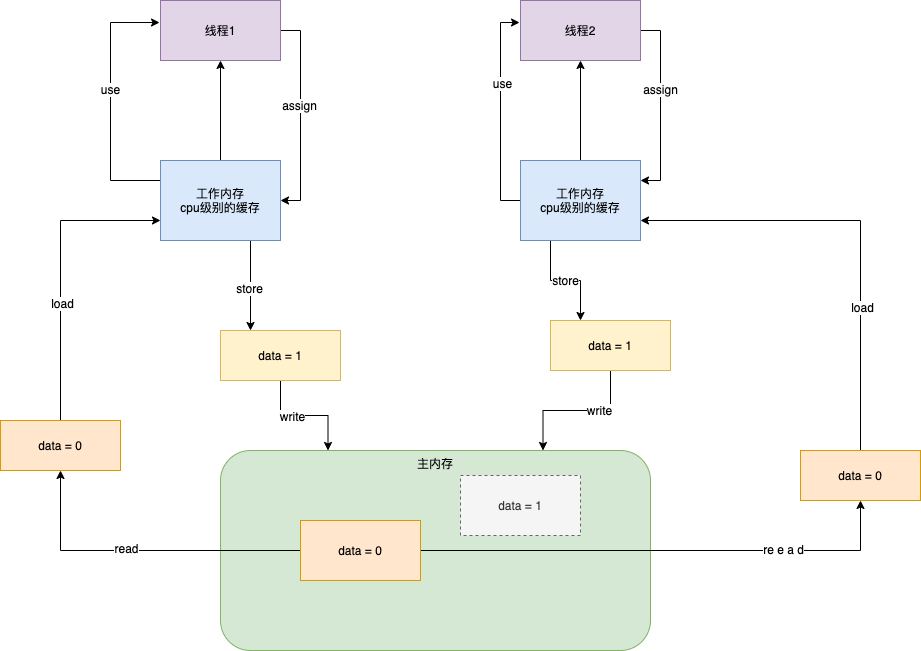 线程1
线程2
use
assign
use
assign
工作内存
cpu级别的缓存
工作内存
cpu级别的缓存
load
store
store
load
data = 1
data = 1
write
write
data = 0
主内存
data = 0
data = 1
read
data = 0
re e a d